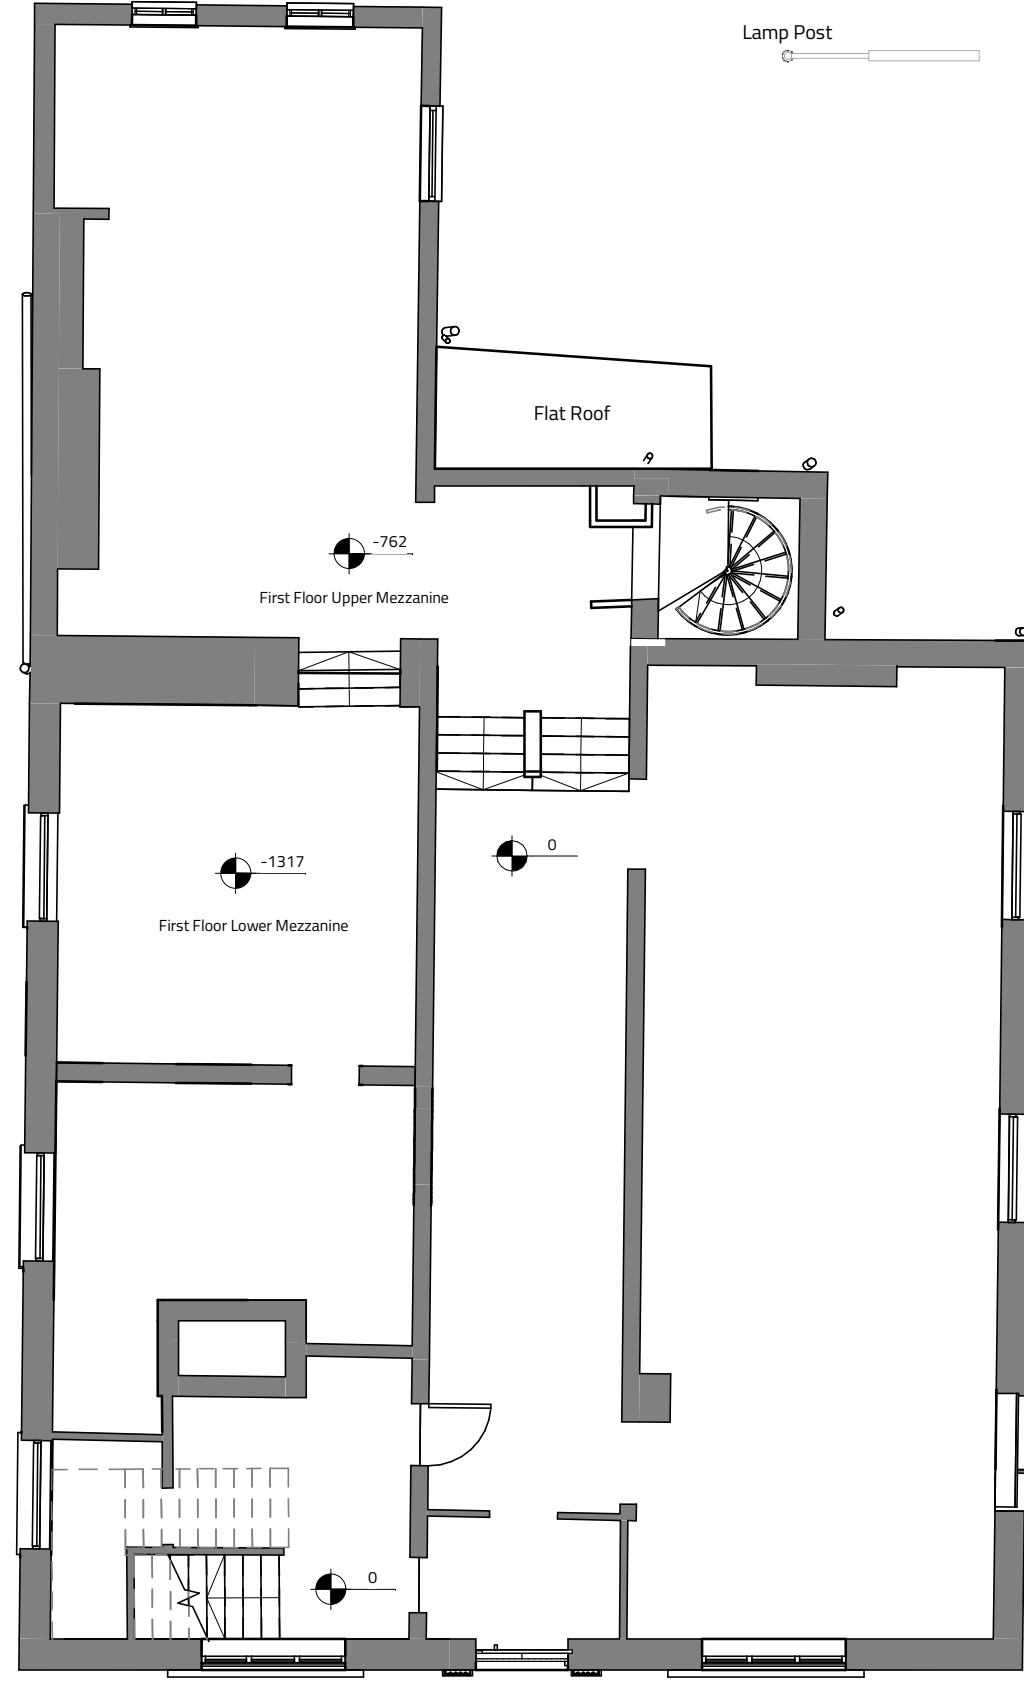 Lamp Post
Flat Roof
-762
First Floor Upper Mezzanine
0
-1317
First Floor Lower Mezzanine
0